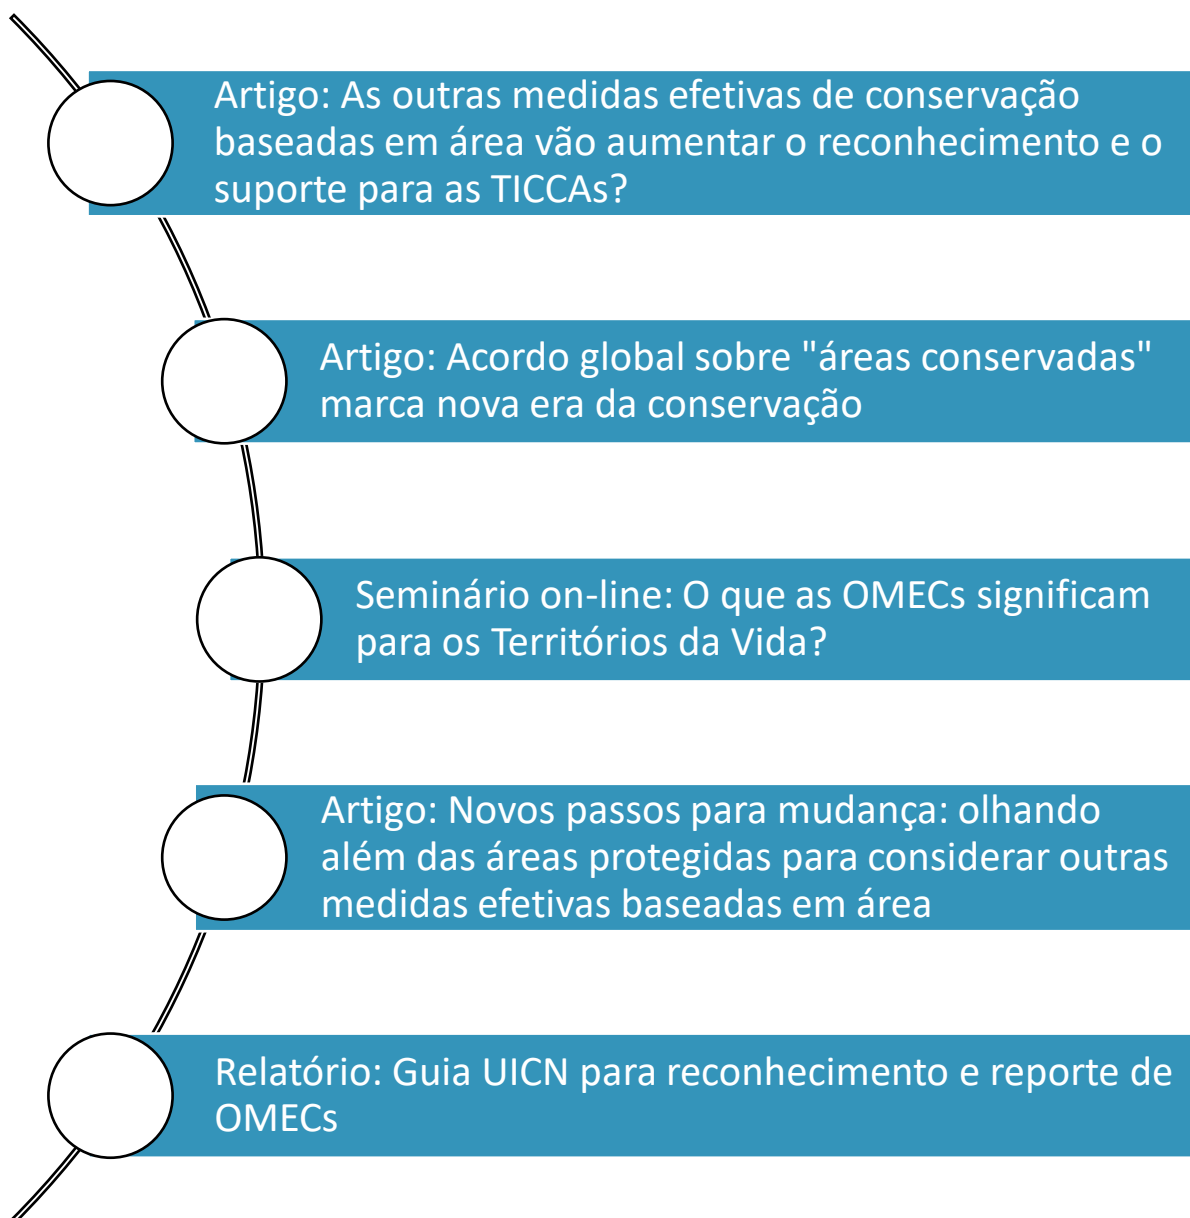 Artigo: As outras medidas efetivas de conservação
baseadas em área vão aumentar o reconhecimento e o
suporte para as TICCAs?
Artigo: Acordo global sobre "áreas conservadas"
marca nova era da conservação
Seminário on-line: O que as OMECs significam
para os Territórios da Vida?
Artigo: Novos passos para mudança: olhando
além das áreas protegidas para considerar outras
medidas efetivas baseadas em área
Relatório: Guia UICN para reconhecimento e reporte de
OMECs